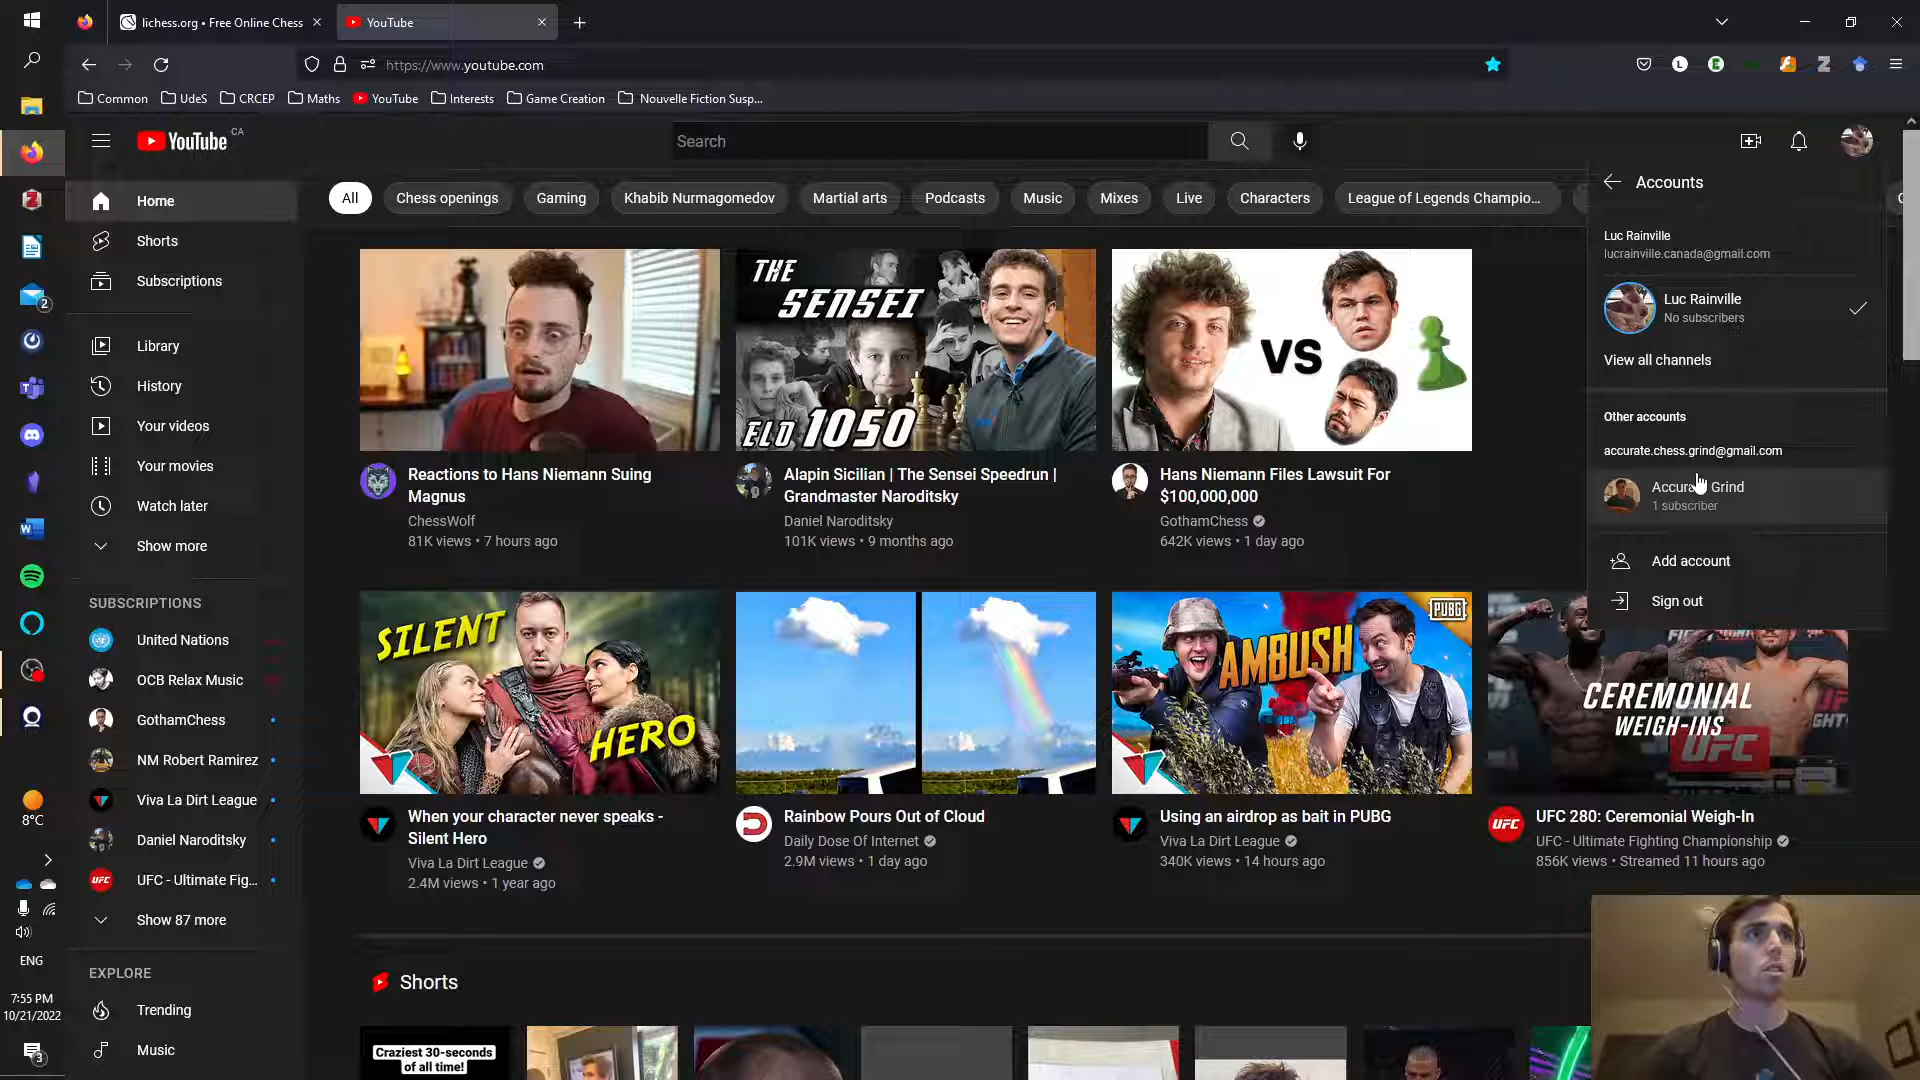 lichess.org • Free Online Chess
YouTube
https://www.youtube.com
Common
UdeS
CRCEP
Maths
YouTube
Interests
Game Creation
Nouvelle Fiction Susp...
YouTube CA
Search
Home
Shorts
Subscriptions
Library
History
Your videos
Your movies
Watch later
Show more
SUBSCRIPTIONS
United Nations
OCB Relax Music
GothamChess
NM Robert Ramirez
Viva La Dirt League
Daniel Naroditsky
UFC - Ultimate Fig...
Show 87 more
EXPLORE
Trending
Music
All
Chess openings
Gaming
Khabib Nurmagomedov
Martial arts
Podcasts
Music
Mixes
Live
Characters
League of Legends Champio...
THE
SENSEI
ELO 1050
VS
Reactions to Hans Niemann Suing
Magnus
ChessWolf
81K views • 7 hours ago
Alapin Sicilian | The Sensei Speedrun |
Grandmaster Naroditsky
Daniel Naroditsky
101K views • 9 months ago
Hans Niemann Files Lawsuit For
$100,000,000
GothamChess
642K views • 1 day ago
SILENT
HERO
PUBG
AMBUSH
CEREMONIAL
WEIGH-INS
UFC
When your character never speaks -
Silent Hero
Viva La Dirt League
2.4M views • 1 year ago
Rainbow Pours Out of Cloud
Daily Dose Of Internet
2.9M views • 1 day ago
Using an airdrop as bait in PUBG
Viva La Dirt League
340K views • 14 hours ago
UFC
UFC 280: Ceremonial Weigh-In
UFC - Ultimate Fighting Championship
856K views • Streamed 11 hours ago
Shorts
Craziest 30-seconds
of all time!
Accounts
Luc Rainville
lucrainville.canada@gmail.com
Luc Rainville
No subscribers
View all channels
Other accounts
accurate.chess.grind@gmail.com
Grind
1 subscriber
Add account
Sign out
2
8°C
ENG
7:55 PM
10/21/2022
3